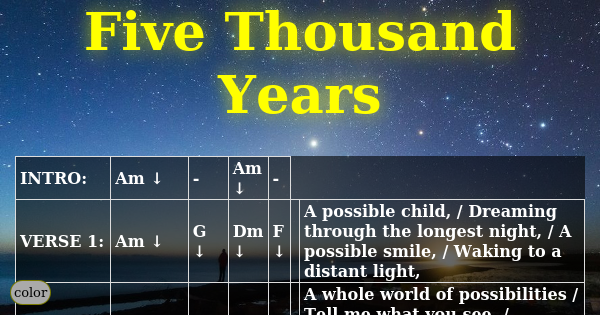 Five Thousand
Years
INTRO: Am ↓ - Am ↓ -
VERSE 1: Am ↓ G ↓ Dm ↓ F ↓
A possible child, / Dreaming
through the longest night, / A
possible smile, / Waking to a
distant light,
A whole world of possibilities /
Tell me what you see, /
color